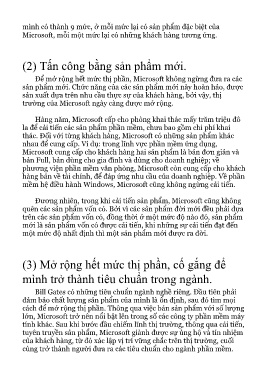 mình có thành 9 mức, ở mỗi mức lại có sản phẩm đặc biệt của
Microsoft, mỗi một mức lại có những khách hàng tương ứng.
(2) Tấn công bằng sản phẩm mới.
Để mở rộng hết mức thị phần, Microsoft không ngừng đưa ra các
sản phẩm mới. Chức năng của các sản phẩm mới này hoàn hảo, được
sản xuất dựa trên nhu cầu thực sự của khách hàng, bởi vậy, thị
trường của Microsoft ngày càng được mở rộng.
Hàng năm, Microsoft cấp cho phòng khai thác mấy trăm triệu đô
la để cải tiến các sản phẩm phần mềm, chưa bao gồm chi phí khai
thác. Đối với từng khách hàng, Microsoft có những sản phẩm khác
nhau để cung cấp. Ví dụ: trong lĩnh vực phần mềm ứng dụng,
Microsoft cung cấp cho khách hàng hai sản phẩm là bản đơn giản và
bản Full, bản dùng cho gia đình và dùng cho doanh nghiệp; về
phương viện phần mềm văn phòng, Microsoft còn cung cấp cho khách
hàng bản về tài chính, để đáp ứng nhu cầu của doanh nghiệp. Về phần
mềm hệ điều hành Windows, Microsoft cũng không ngừng cải tiến.
Đương nhiên, trong khi cải tiến sản phẩm, Microsoft cũng không
quên các sản phẩm vốn có. Bởi vì các sản phẩm đời mới đều phải dựa
trên các sản phẩm vốn có, đồng thời ở một mức độ nào đó, sản phẩm
mới là sản phẩm vốn có được cải tiến, khi những sự cải tiến đạt đến
một mức độ nhất định thì một sản phẩm mới được ra đời.
(3) Mở rộng hết mức thị phần, cố gắng để
mình trở thành tiêu chuẩn trong ngành.
Bill Gates có những tiêu chuẩn ngành nghề riêng. Đầu tiên phải
đảm bảo chất lượng sản phẩm của mình là ổn định, sau đó tìm mọi
cách để mở rộng thị phần. Thông qua việc bán sản phẩm với số lượng
lớn, Microsoft trở nên nổi bật lên trong số các công ty phần mềm máy
tính khác. Sau khi bước đầu chiếm lĩnh thị trường, thông qua cải tiến,
tuyên truyền sản phẩm, Microsoft giành được sự ủng hộ và tín nhiệm
của khách hàng, từ đó xác lập vị trí vững chắc trên thị trường, cuối
cùng trở thành người đưa ra các tiêu chuẩn cho ngành phần mềm.